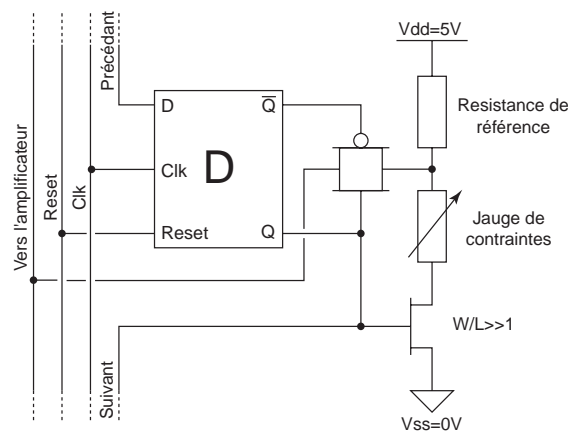 Vdd=5V
Précédant
D
Q
Resistance de
référence
Vers l'amplificateur
Reset
Clk
Clk
D
Jauge de
contraintes
Reset
Q
W/L>>1
Suivant
Vss=0V